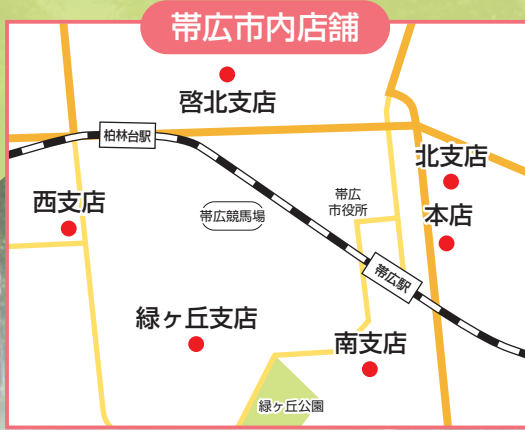 帯広市内店舗
啓北支店
柏林台駅
北支店
西支店
帯広
市役所
帯広競馬場
本店
帯広駅
緑ヶ丘支店
南支店
緑ヶ丘公園